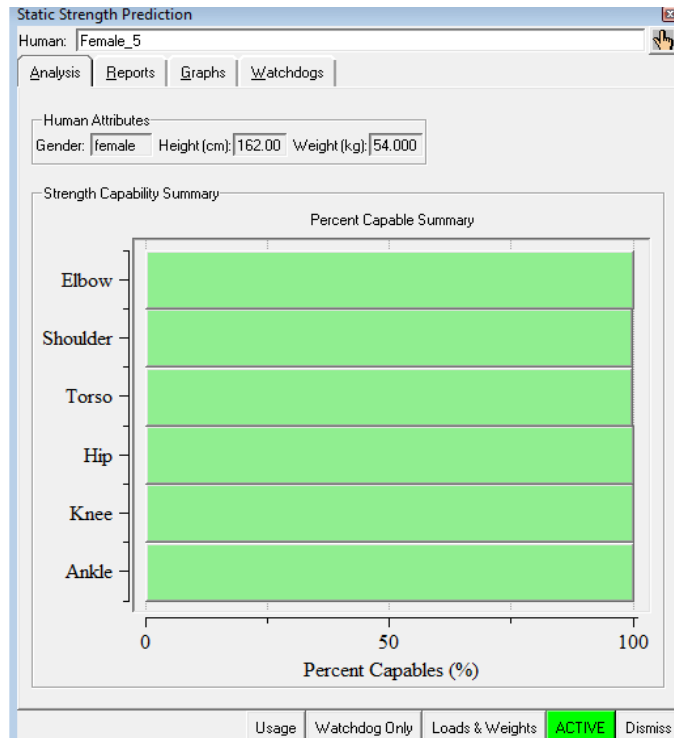 Static Strength Prediction
Human: Female_5
Analysis Reports Graphs Watchdogs
Human Attributes
Gender: female Height (cm): 162.00 Weight (kg): 54.000
Strength Capability Summary
Percent Capable Summary
Elbow
Shoulder
Torso
Hip
Knee
Ankle
0 50 100
Percent Capables (%)
Usage Watchdog Only Loads & Weights ACTIVE Dismiss